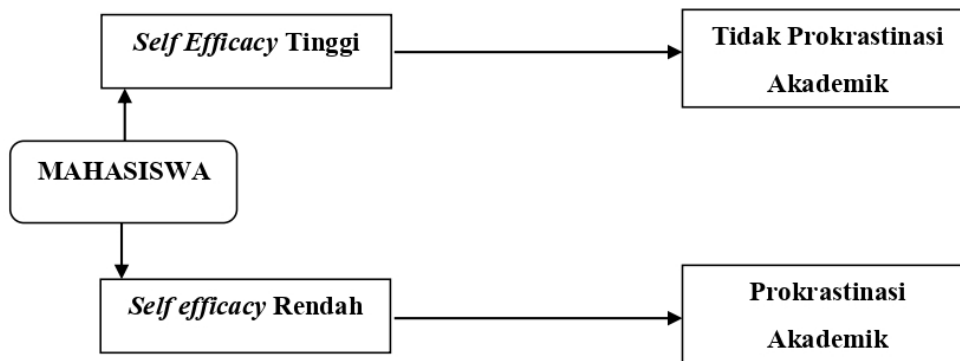 Self Efficacy Tinggi
Tidak Prokrastinasi
Akademik
MAHASISWA
Self efficacy Rendah
Prokrastinasi
Akademik